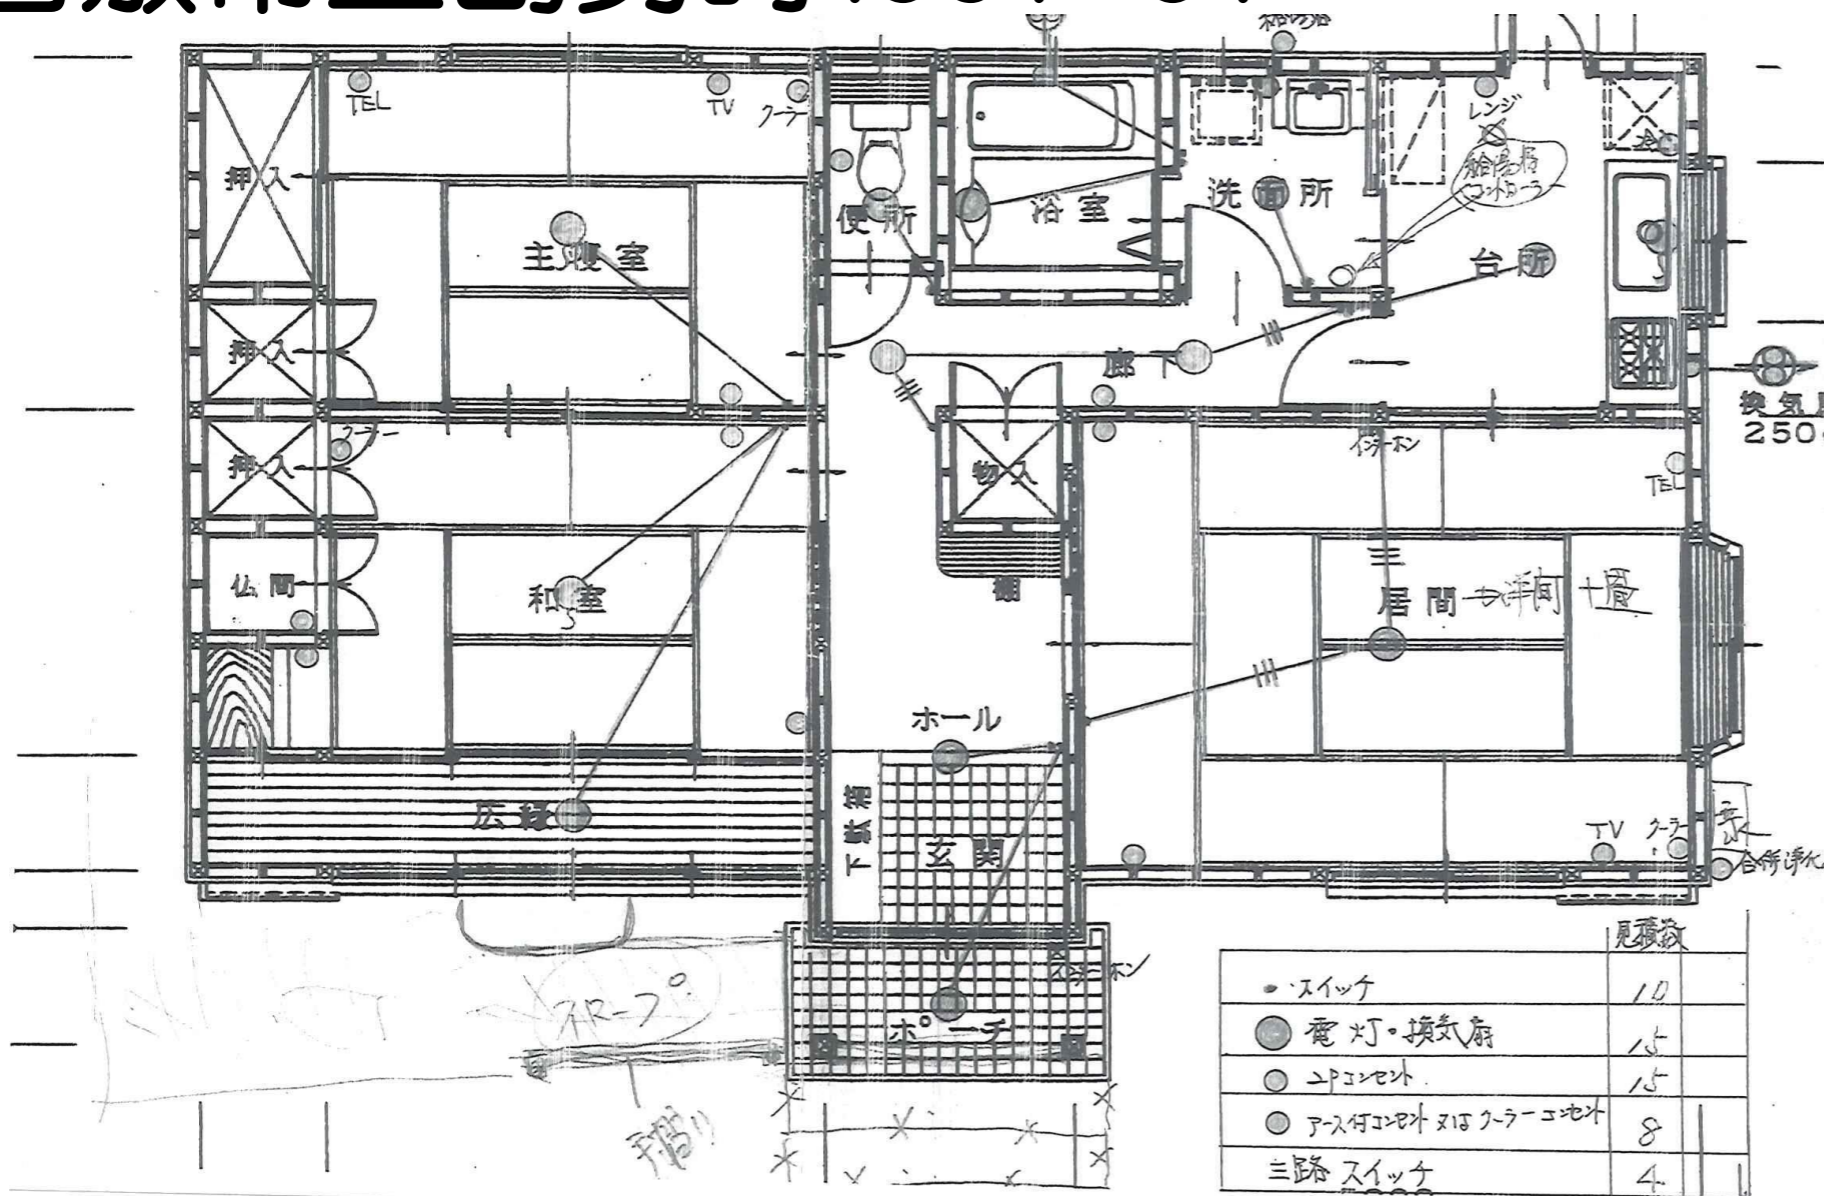 TEL
TV
クーラー
レンジ
冷
押入
給湯器
コントローラー
便所
浴室
洗面所
主寝室
台所
押入
廊下
換気
250
クーラー
インターホン
押入
物入
TEL
仏間
和室
棚
居間→洋間 十畳
ホール
下駄箱
広縁
玄関
TV
クーラー
合併浄化
インターホン
スロープ
ポーチ
手摺り
見積数
・スイッチ 10
電灯・換気扇 15
2Pコンセント 15
アース付コンセント又はクーラーコンセント 8
三路スイッチ 4